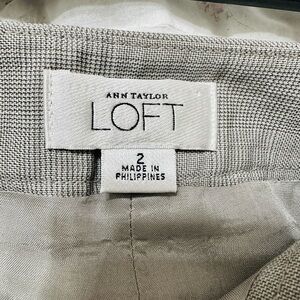 ANN TAYLOR
LOFT
2
MADE IN
PHILIPPINES